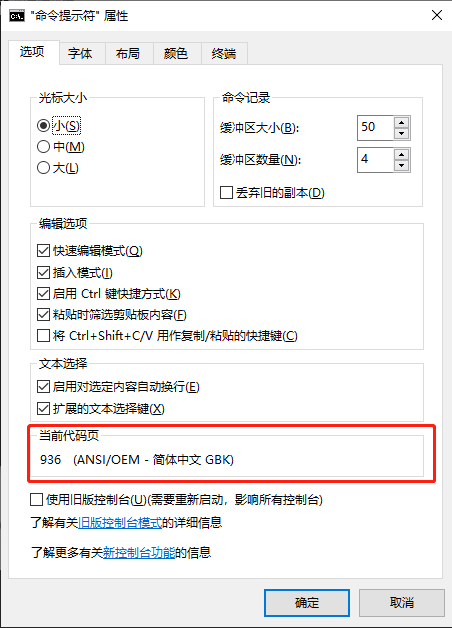 "命令提示符" 属性
选项 字体 布局 颜色 终端
光标大小
小(S)
中(M)
大(L)
命令记录
缓冲区大小(B): 50
缓冲区数量(N): 4
丢弃旧的副本(D)
编辑选项
快速编辑模式(Q)
插入模式(I)
启用 Ctrl 键快捷方式(K)
粘贴时筛选剪贴板内容(F)
将 Ctrl+Shift+C/V 用作复制/粘贴的快捷键(C)
文本选择
启用对选定内容自动换行(E)
扩展的文本选择键(X)
当前代码页
936 (ANSI/OEM - 简体中文 GBK)
使用旧版控制台(U)(需要重新启动，影响所有控制台)
了解有关旧版控制台模式的详细信息
了解更多有关新控制台功能的信息
确定 取消